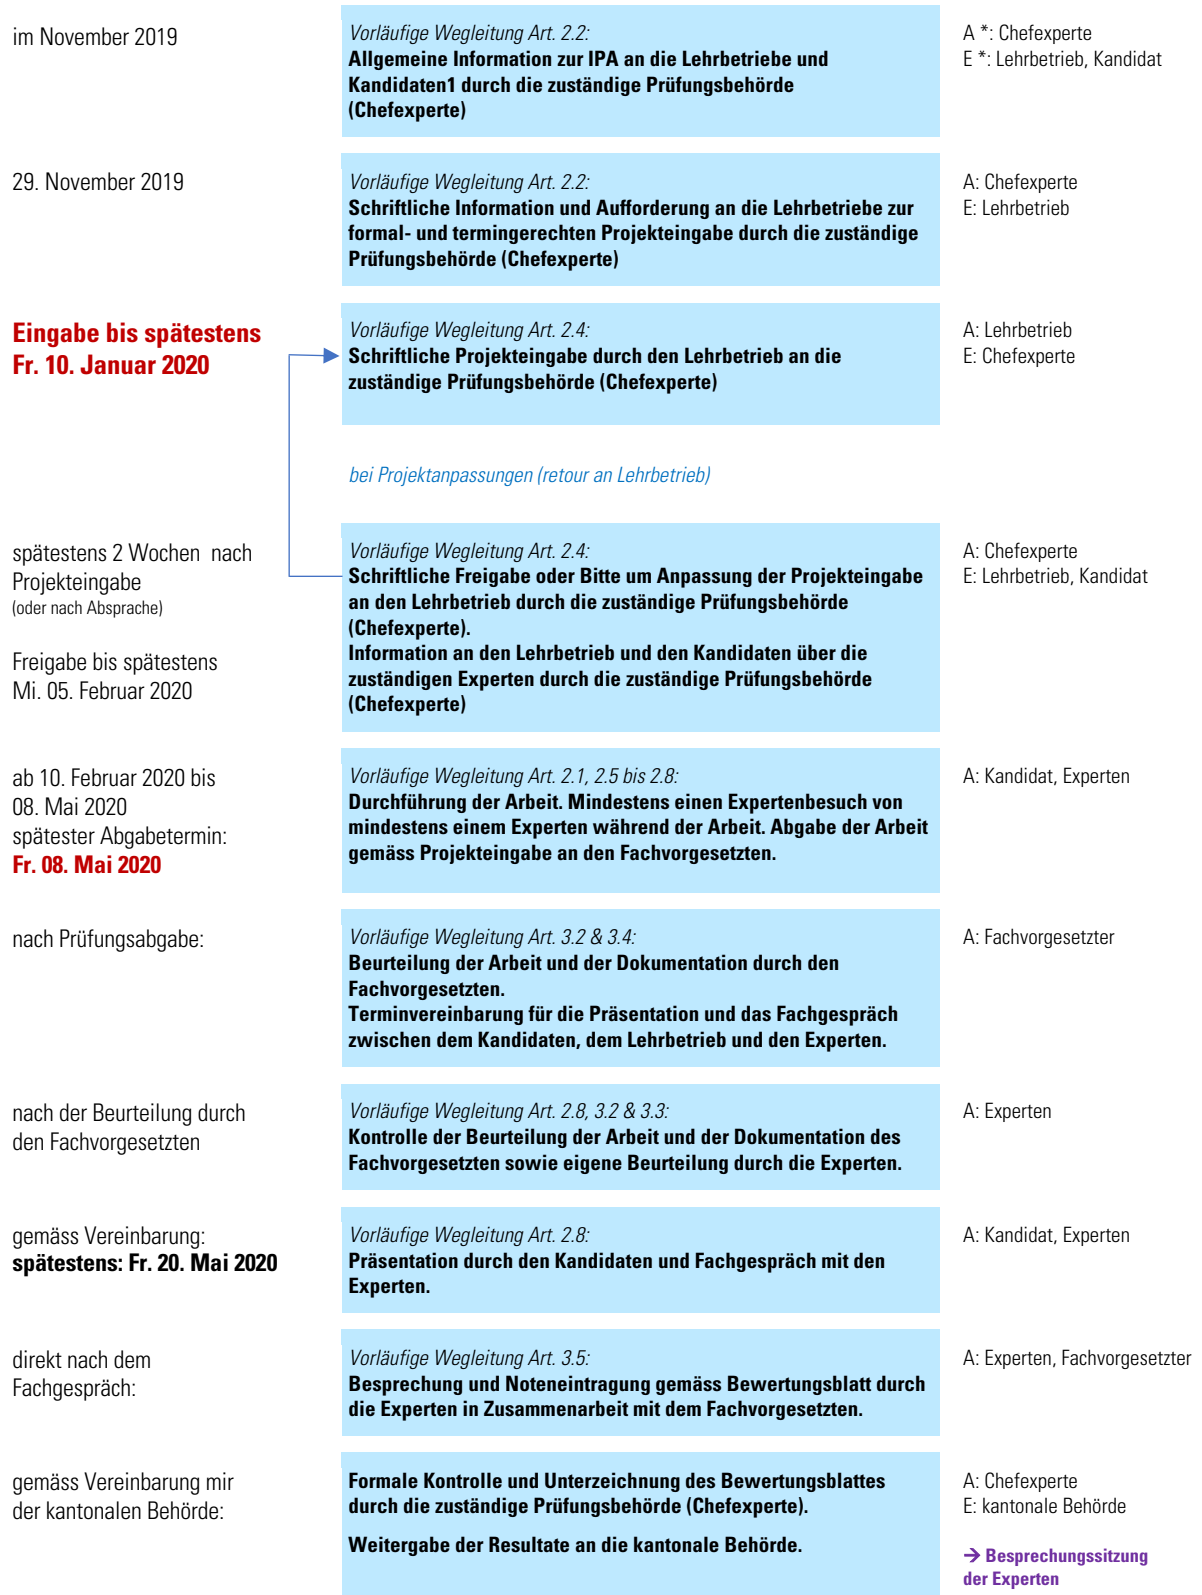 im November 2019
Vorläufige Wegleitung Art. 2.2:
Allgemeine Information zur IPA an die Lehrbetriebe und
Kandidaten1 durch die zuständige Prüfungsbehörde
(Chefexperte)
A *: Chefexperte
E *: Lehrbetrieb, Kandidat
29. November 2019
Vorläufige Wegleitung Art. 2.2:
Schriftliche Information und Aufforderung an die Lehrbetriebe zur
formal- und termingerechten Projekteingabe durch die zuständige
Prüfungsbehörde (Chefexperte)
A: Chefexperte
E: Lehrbetrieb
Eingabe bis spätestens
Fr. 10. Januar 2020
Vorläufige Wegleitung Art. 2.4:
Schriftliche Projekteingabe durch den Lehrbetrieb an die
zuständige Prüfungsbehörde (Chefexperte)
A: Lehrbetrieb
E: Chefexperte
bei Projektanpassungen (retour an Lehrbetrieb)
spätestens 2 Wochen  nach
Projekteingabe
(oder nach Absprache)
Freigabe bis spätestens
Mi. 05. Februar 2020
Vorläufige Wegleitung Art. 2.4:
Schriftliche Freigabe oder Bitte um Anpassung der Projekteingabe
an den Lehrbetrieb durch die zuständige Prüfungsbehörde
(Chefexperte).
Information an den Lehrbetrieb und den Kandidaten über die
zuständigen Experten durch die zuständige Prüfungsbehörde
(Chefexperte)
A: Chefexperte
E: Lehrbetrieb, Kandidat
ab 10. Februar 2020 bis
08. Mai 2020
spätester Abgabetermin:
Fr. 08. Mai 2020
Vorläufige Wegleitung Art. 2.1, 2.5 bis 2.8:
Durchführung der Arbeit. Mindestens einen Expertenbesuch von
mindestens einem Experten während der Arbeit. Abgabe der Arbeit
gemäss Projekteingabe an den Fachvorgesetzten.
A: Kandidat, Experten
nach Prüfungsabgabe:
Vorläufige Wegleitung Art. 3.2 & 3.4:
Beurteilung der Arbeit und der Dokumentation durch den
Fachvorgesetzten.
Terminvereinbarung für die Präsentation und das Fachgespräch
zwischen dem Kandidaten, dem Lehrbetrieb und den Experten.
A: Fachvorgesetzter
nach der Beurteilung durch
den Fachvorgesetzten
Vorläufige Wegleitung Art. 2.8, 3.2 & 3.3:
Kontrolle der Beurteilung der Arbeit und der Dokumentation des
Fachvorgesetzten sowie eigene Beurteilung durch die Experten.
A: Experten
gemäss Vereinbarung:
spätestens: Fr. 20. Mai 2020
Vorläufige Wegleitung Art. 2.8:
Präsentation durch den Kandidaten und Fachgespräch mit den
Experten.
A: Kandidat, Experten
direkt nach dem
Fachgespräch:
Vorläufige Wegleitung Art. 3.5:
Besprechung und Noteneintragung gemäss Bewertungsblatt durch
die Experten in Zusammenarbeit mit dem Fachvorgesetzten.
A: Experten, Fachvorgesetzter
gemäss Vereinbarung mir
der kantonalen Behörde:
Formale Kontrolle und Unterzeichnung des Bewertungsblattes
durch die zuständige Prüfungsbehörde (Chefexperte).
Weitergabe der Resultate an die kantonale Behörde.
A: Chefexperte
E: kantonale Behörde
→ Besprechungssitzung
der Experten